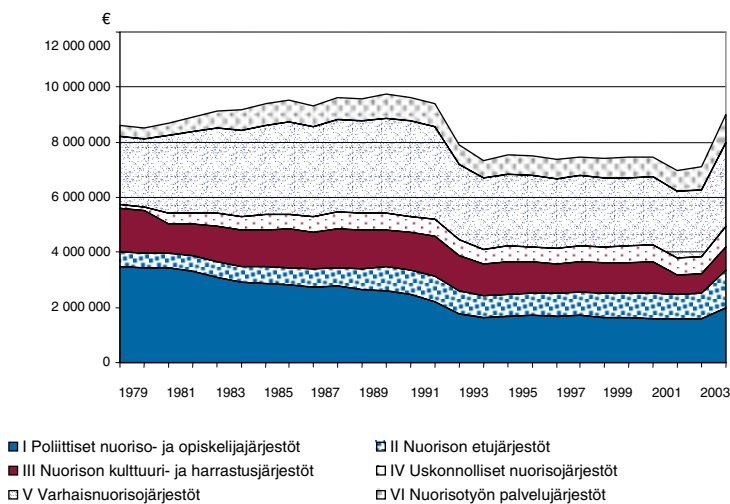 €
12 000 000
10 000 000
8 000 000
6 000 000
4 000 000
2 000 000
0
1979 1981 1983 1985 1987 1989 1991 1993 1995 1997 1999 2001 2003
I Poliittiset nuoriso- ja opiskelijajärjestöt II Nuorison etujärjestöt
III Nuorison kulttuuri- ja harrastusjärjestöt IV Uskonnolliset nuorisojärjestöt
V Varhaisnuorisojärjestöt VI Nuorisotyön palvelujärjestöt